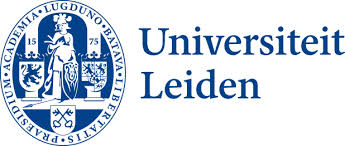 ACADEMIA · LUGDUNO · BATAVA · LIBERTATIS · PRAESIDIUM ·
15 75
Universiteit
Leiden